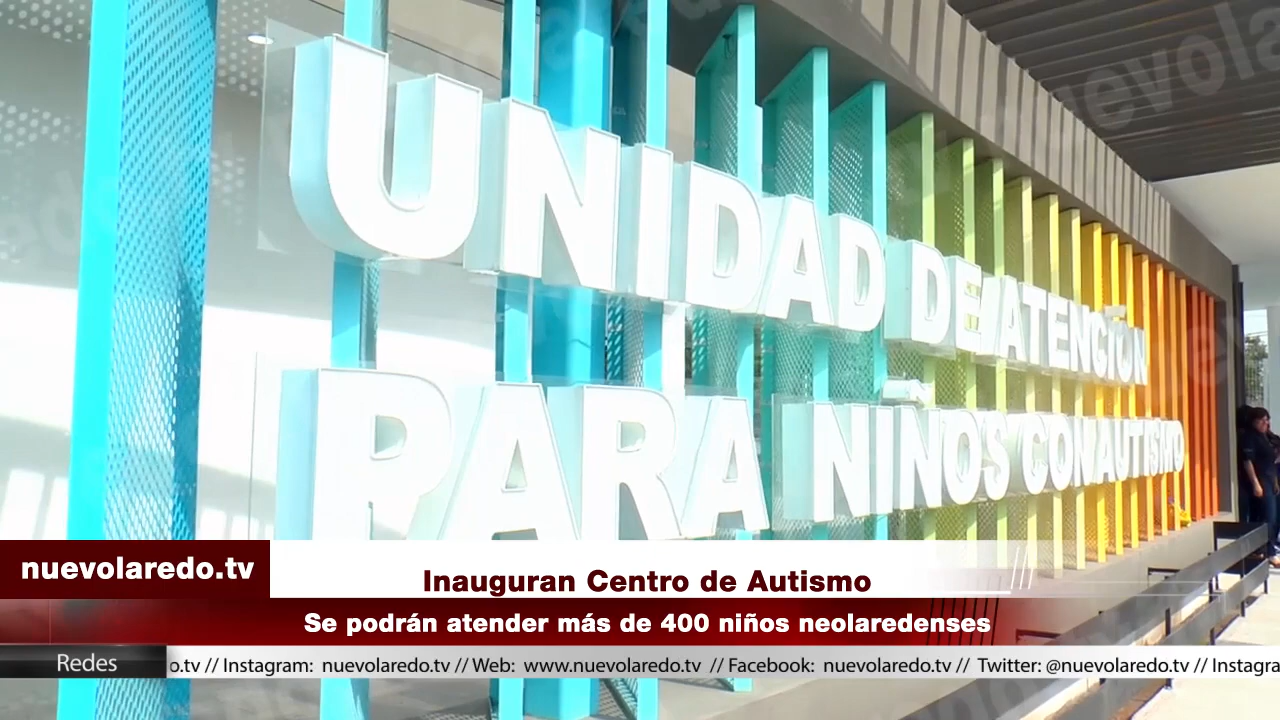 UNIDAD DE ATENCIÓN
PARA NIÑOS CON AUTISMO
nuevolaredo.tv
Inauguran Centro de Autismo
Se podrán atender más de 400 niños neolaredenses
Redes
o.tv // Instagram: nuevolaredo.tv // Web: www.nuevolaredo.tv // Facebook: nuevolaredo.tv // Twitter: @nuevolaredo.tv // Instagra